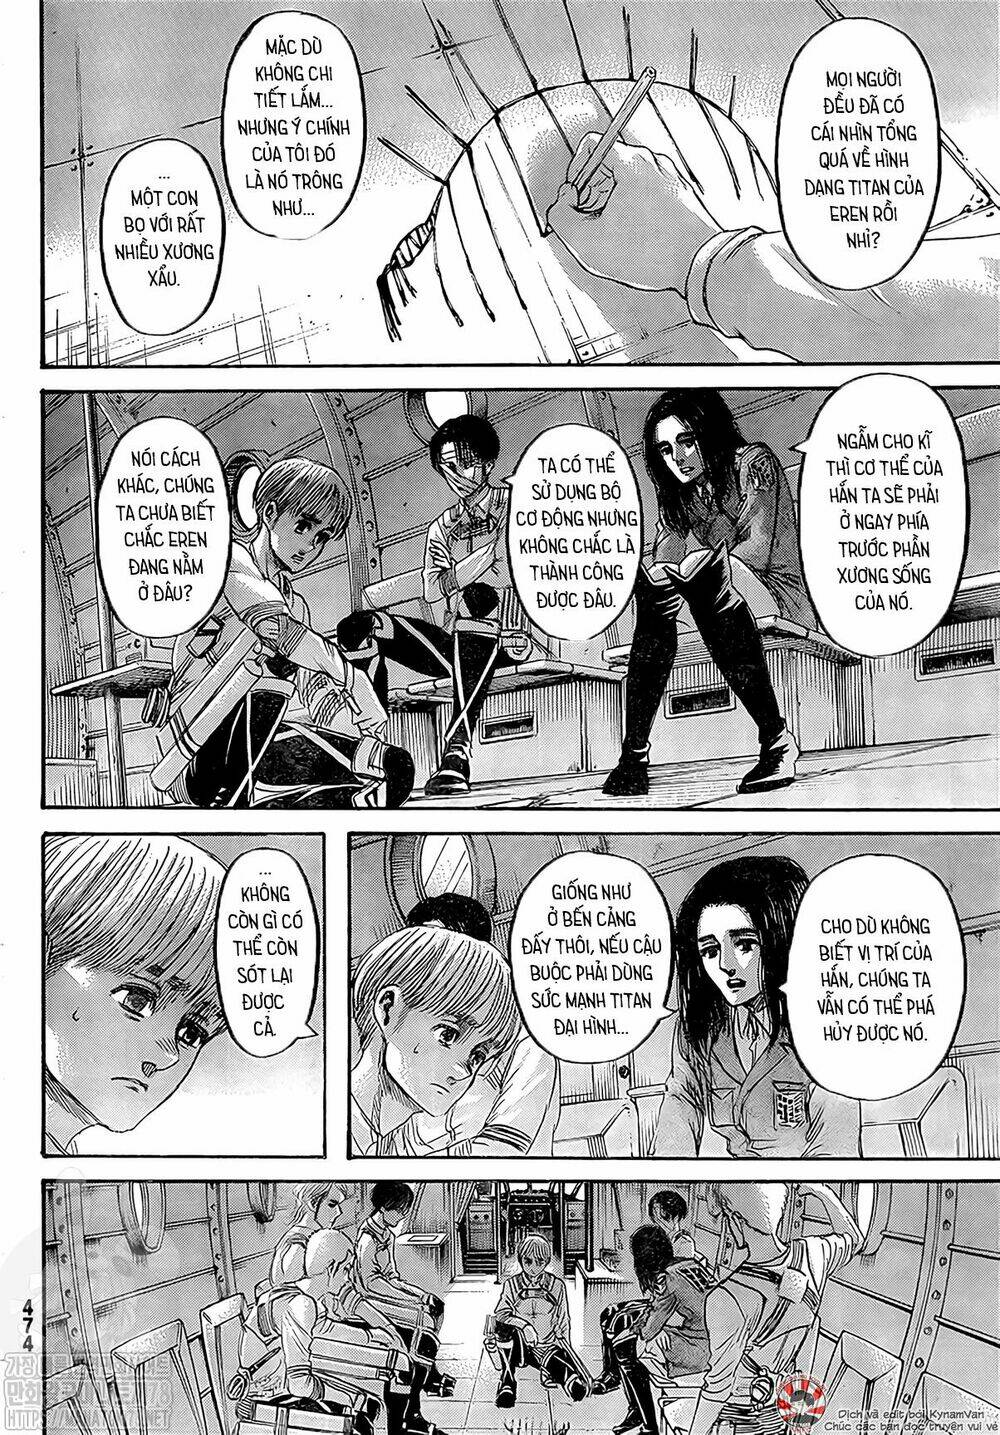 MỌI NGƯỜI
ĐỀU ĐÃ CÓ
CÁI NHÌN TỔNG
QUÁ VỀ HÌNH
DẠNG TITAN CỦA
EREN RỒI
NHỈ?
MẶC DÙ
KHÔNG CHI
TIẾT LẮM...
NHƯNG Ý CHÍNH
CỦA TÔI ĐÓ
LÀ NÓ TRÔNG
NHƯ...
...
MỘT CON
BỌ VỚI RẤT
NHIỀU XƯƠNG
XẨU.
NGẪM CHO KĨ
THÌ CƠ THỂ CỦA
HẮN TA SẼ PHẢI
Ở NGAY PHÍA
TRƯỚC PHẦN
XƯƠNG SỐNG
CỦA NÓ.
TA CÓ THỂ
SỬ DỤNG BỘ
CƠ ĐỘNG NHƯNG
KHÔNG CHẮC LÀ
THÀNH CÔNG
ĐƯỢC ĐÂU.
NÓI CÁCH
KHÁC, CHÚNG
TA CHƯA BIẾT
CHẮC EREN
ĐANG NẰM
Ở ĐÂU?
CHO DÙ KHÔNG
BIẾT VỊ TRÍ CỦA
HẮN, CHÚNG TA
VẪN CÓ THỂ PHÁ
HỦY ĐƯỢC NÓ.
GIỐNG NHƯ
Ở BẾN CẢNG
ĐẤY THÔI, NẾU CẬU
BUỘC PHẢI DÙNG
SỨC MẠNH TITAN
ĐẠI HÌNH...
...
KHÔNG
CÒN GÌ CÓ
THỂ CÒN
SÓT LẠI
ĐƯỢC
CẢ.
474
Dịch và edit bởi KynamVan
Chúc các bạn đọc truyện vui vẻ